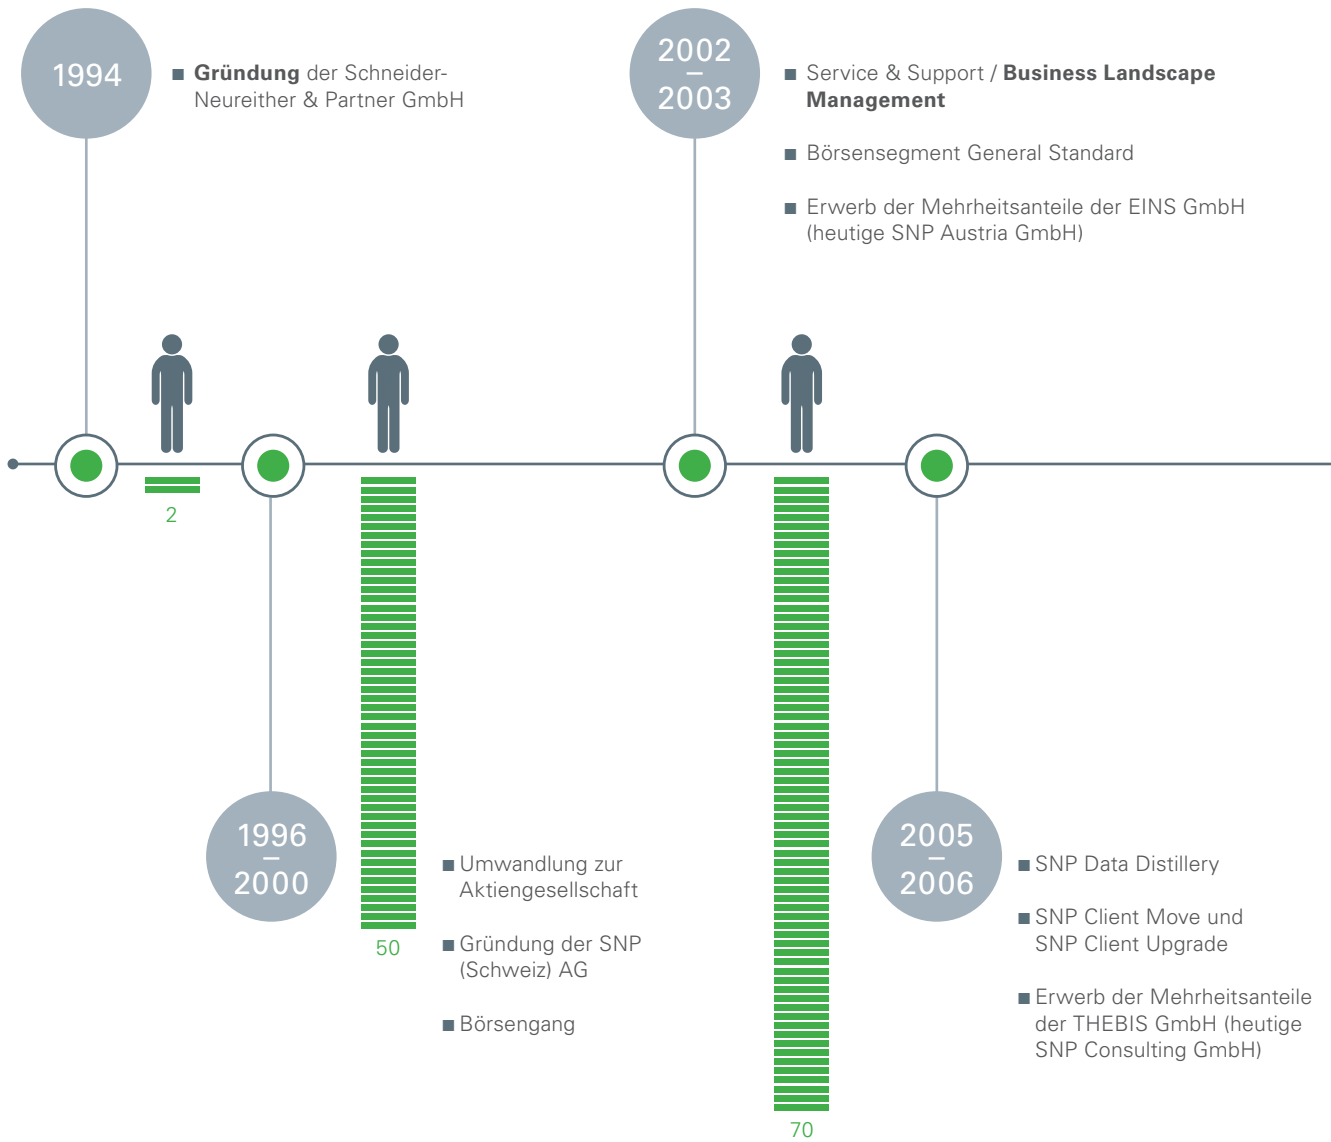 1994
■ Gründung der Schneider-
Neureither & Partner GmbH
2002
–
2003
■ Service & Support / Business Landscape
Management
■ Börsensegment General Standard
■ Erwerb der Mehrheitsanteile der EINS GmbH
(heutige SNP Austria GmbH)
2
1996
–
2000
50
■ Umwandlung zur
Aktiengesellschaft
■ Gründung der SNP
(Schweiz) AG
■ Börsengang
70
2005
–
2006
■ SNP Data Distillery
■ SNP Client Move und
SNP Client Upgrade
■ Erwerb der Mehrheitsanteile
der THEBIS GmbH (heutige
SNP Consulting GmbH)